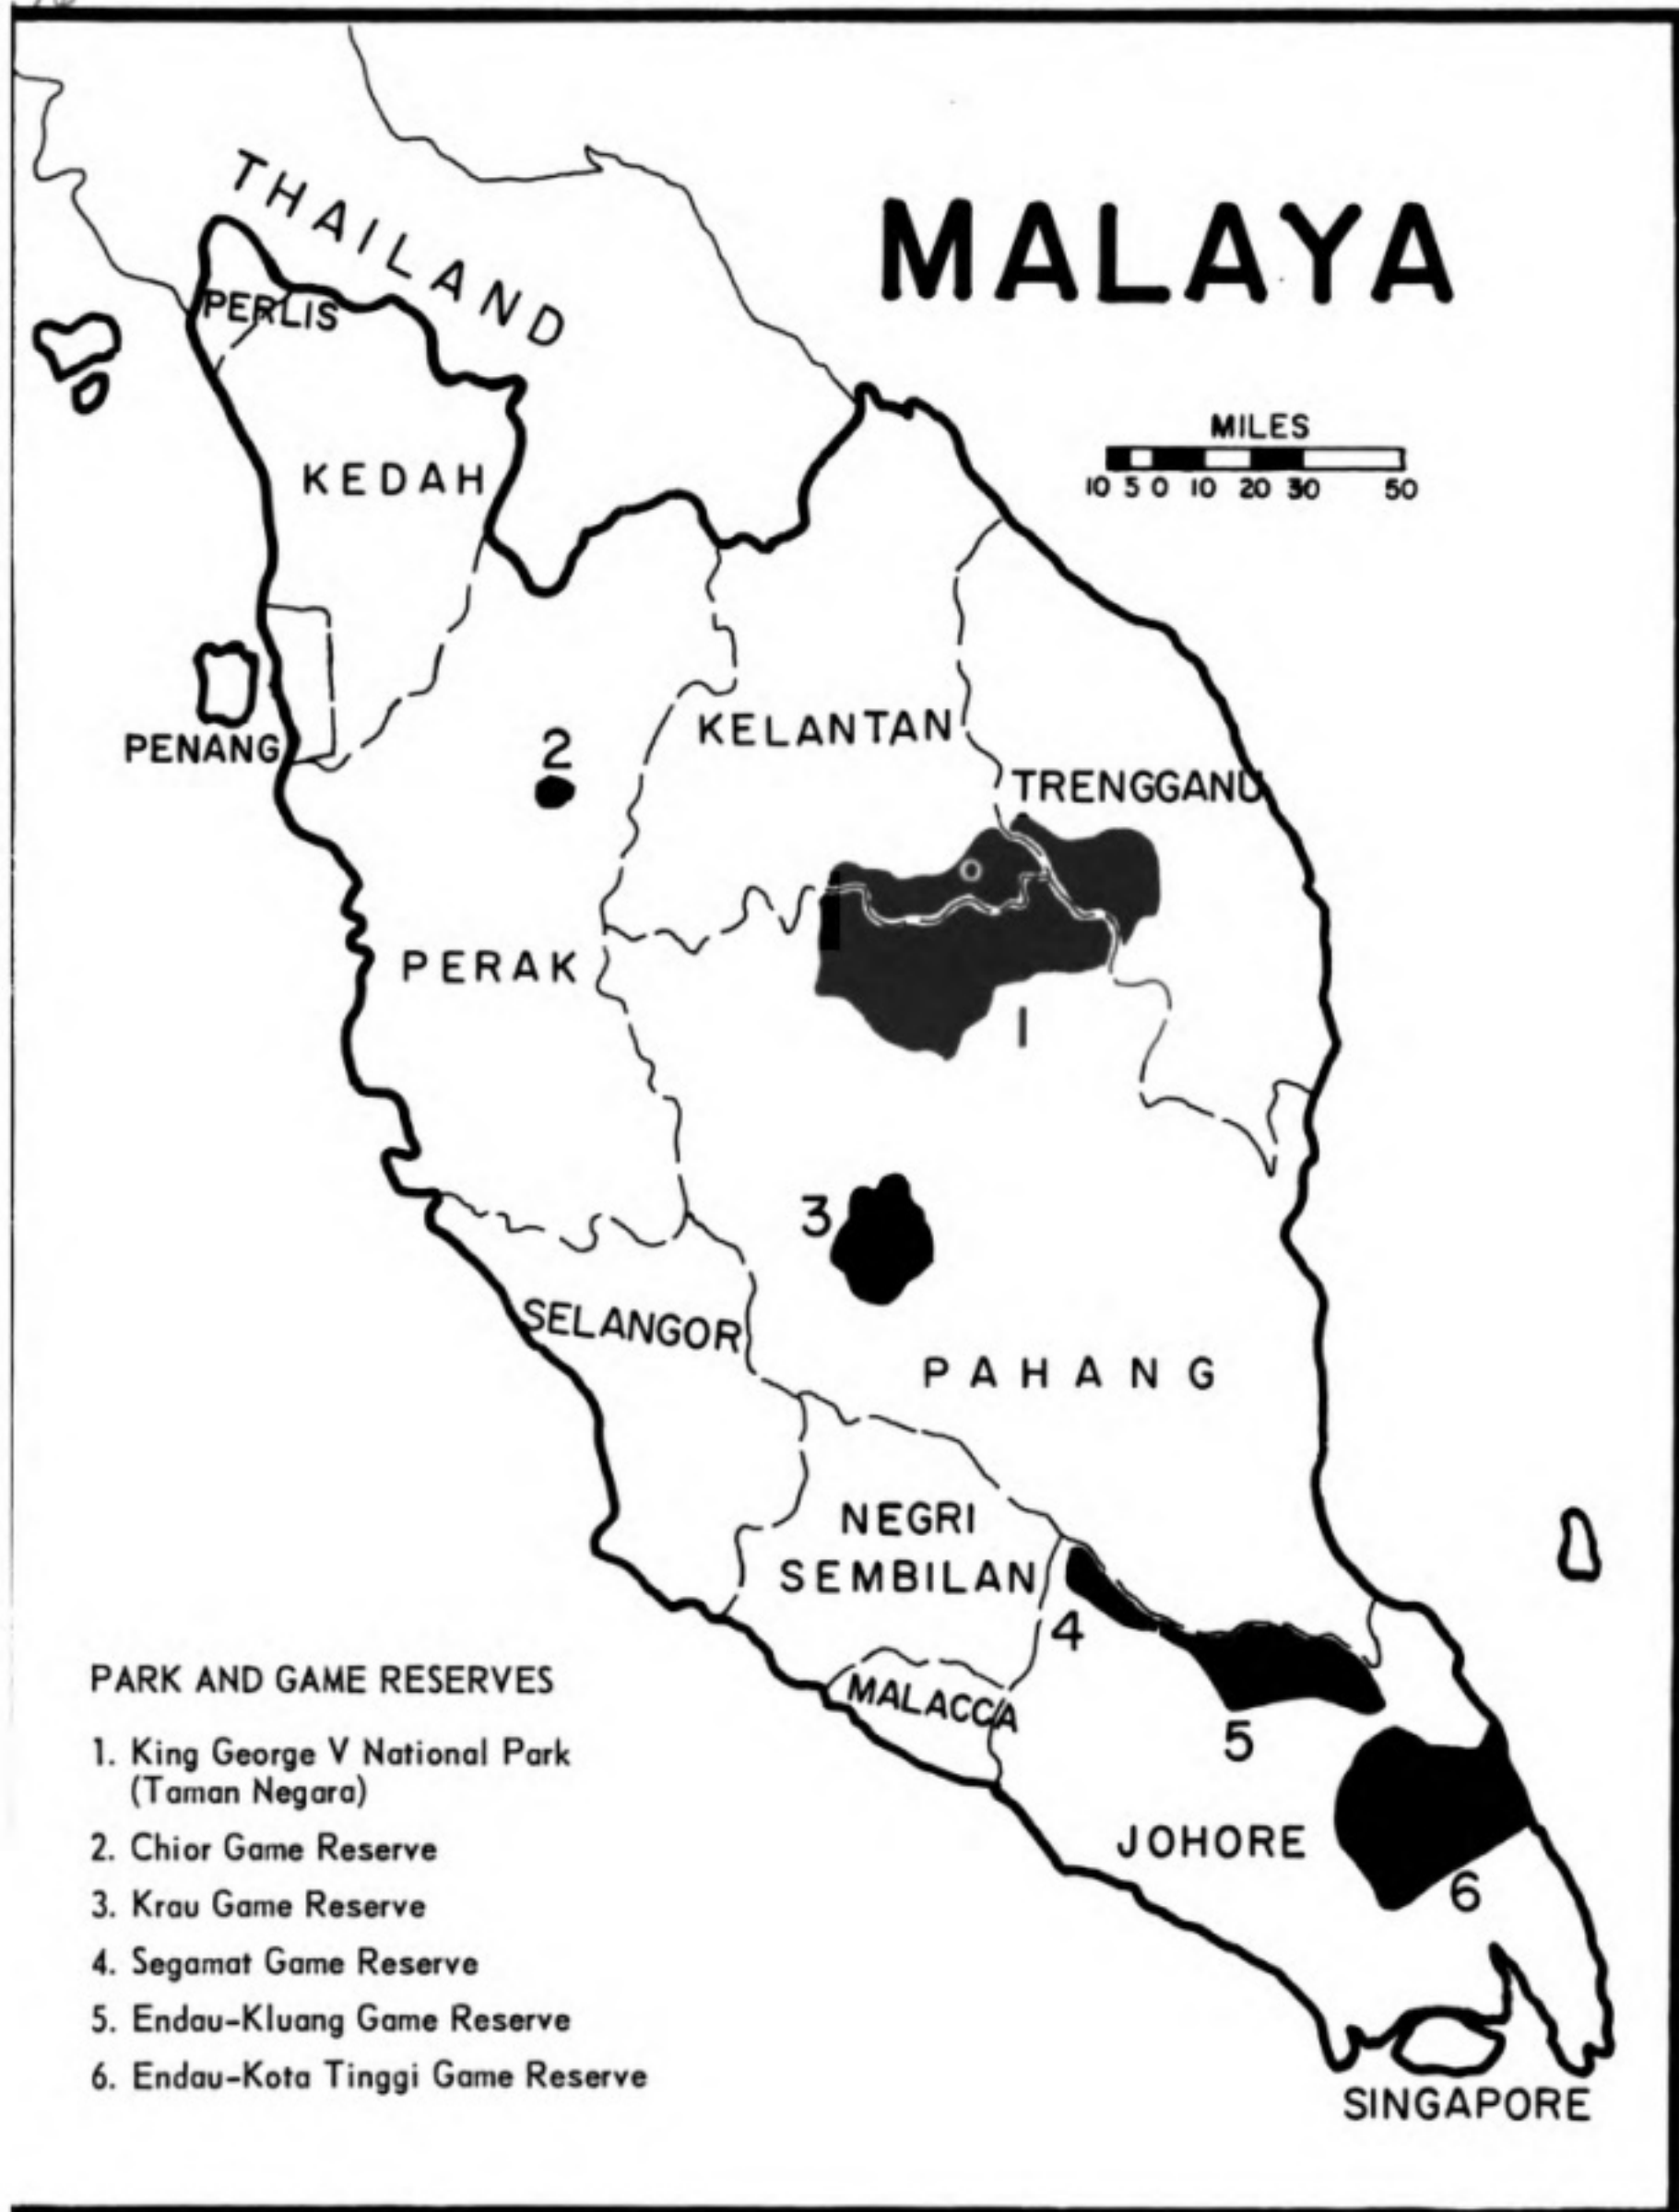 THAILAND
MALAYA
PERLIS
MILES
10 5 0 10 20 30 50
KEDAH
KELANTAN
2
PENANG
TRENGGANU
PERAK
1
3
SELANGOR
PAHANG
NEGRI
SEMBILAN
4
MALACCA
5
JOHORE
6
SINGAPORE
PARK AND GAME RESERVES
1. King George V National Park
(Taman Negara)
2. Chior Game Reserve
3. Krau Game Reserve
4. Segamat Game Reserve
5. Endau-Kluang Game Reserve
6. Endau-Kota Tinggi Game Reserve